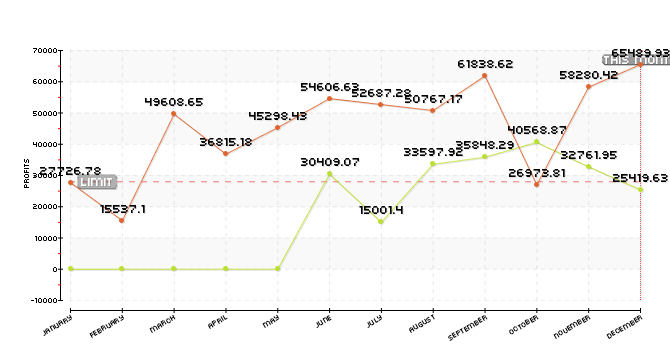 70000
60000
50000
40000
30000
20000
10000
0
-10000
PROFITS
27726.78
15537.1
49608.65
36815.18
45298.43
54606.63
52687.28
50767.17
61838.62
26973.81
58280.42
65489.93
30409.07
15001.4
33597.92
35848.29
40568.87
32761.95
25419.63
LIMIT
JANUARY
FEBRUARY
MARCH
APRIL
MAY
JUNE
JULY
AUGUST
SEPTEMBER
OCTOBER
NOVEMBER
DECEMBER